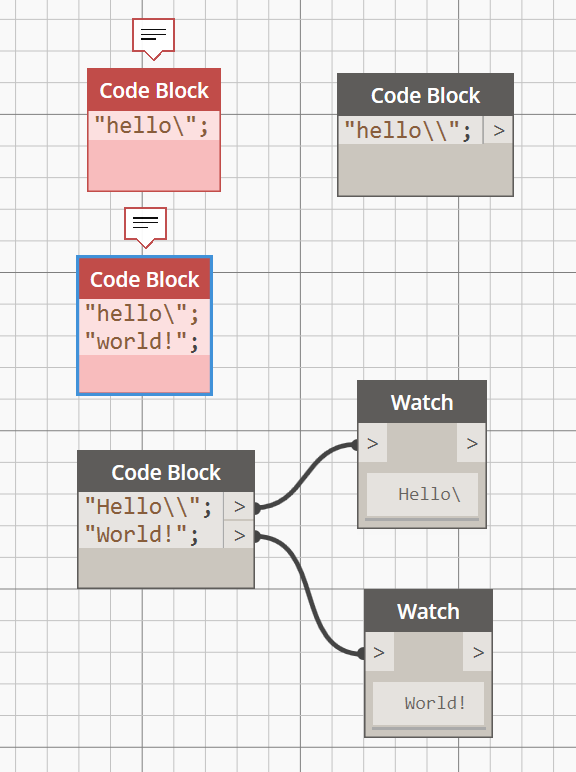 Code Block
"hello\";
Code Block
"hello\\"; >
Code Block
"hello\";
"world!";
Code Block
"Hello\\"; >
"World!"; >
Watch
> >
Hello\
Watch
> >
World!